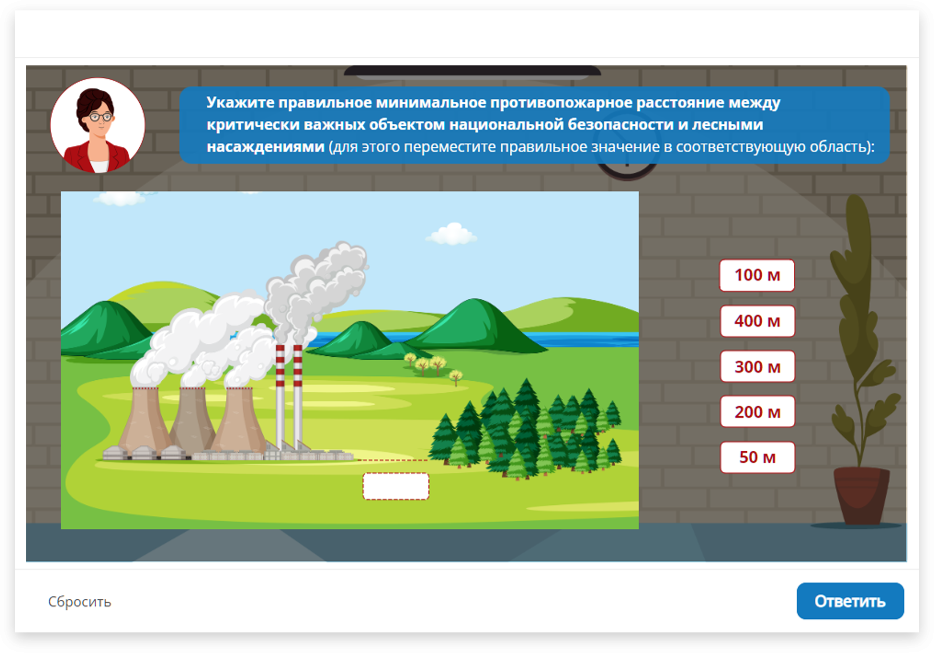 Укажите правильное минимальное противопожарное расстояние между
критически важных объектом национальной безопасности и лесными
насаждениями (для этого переместите правильное значение в соответствующую область):
100 м
400 м
300 м
200 м
50 м
Сбросить
Ответить